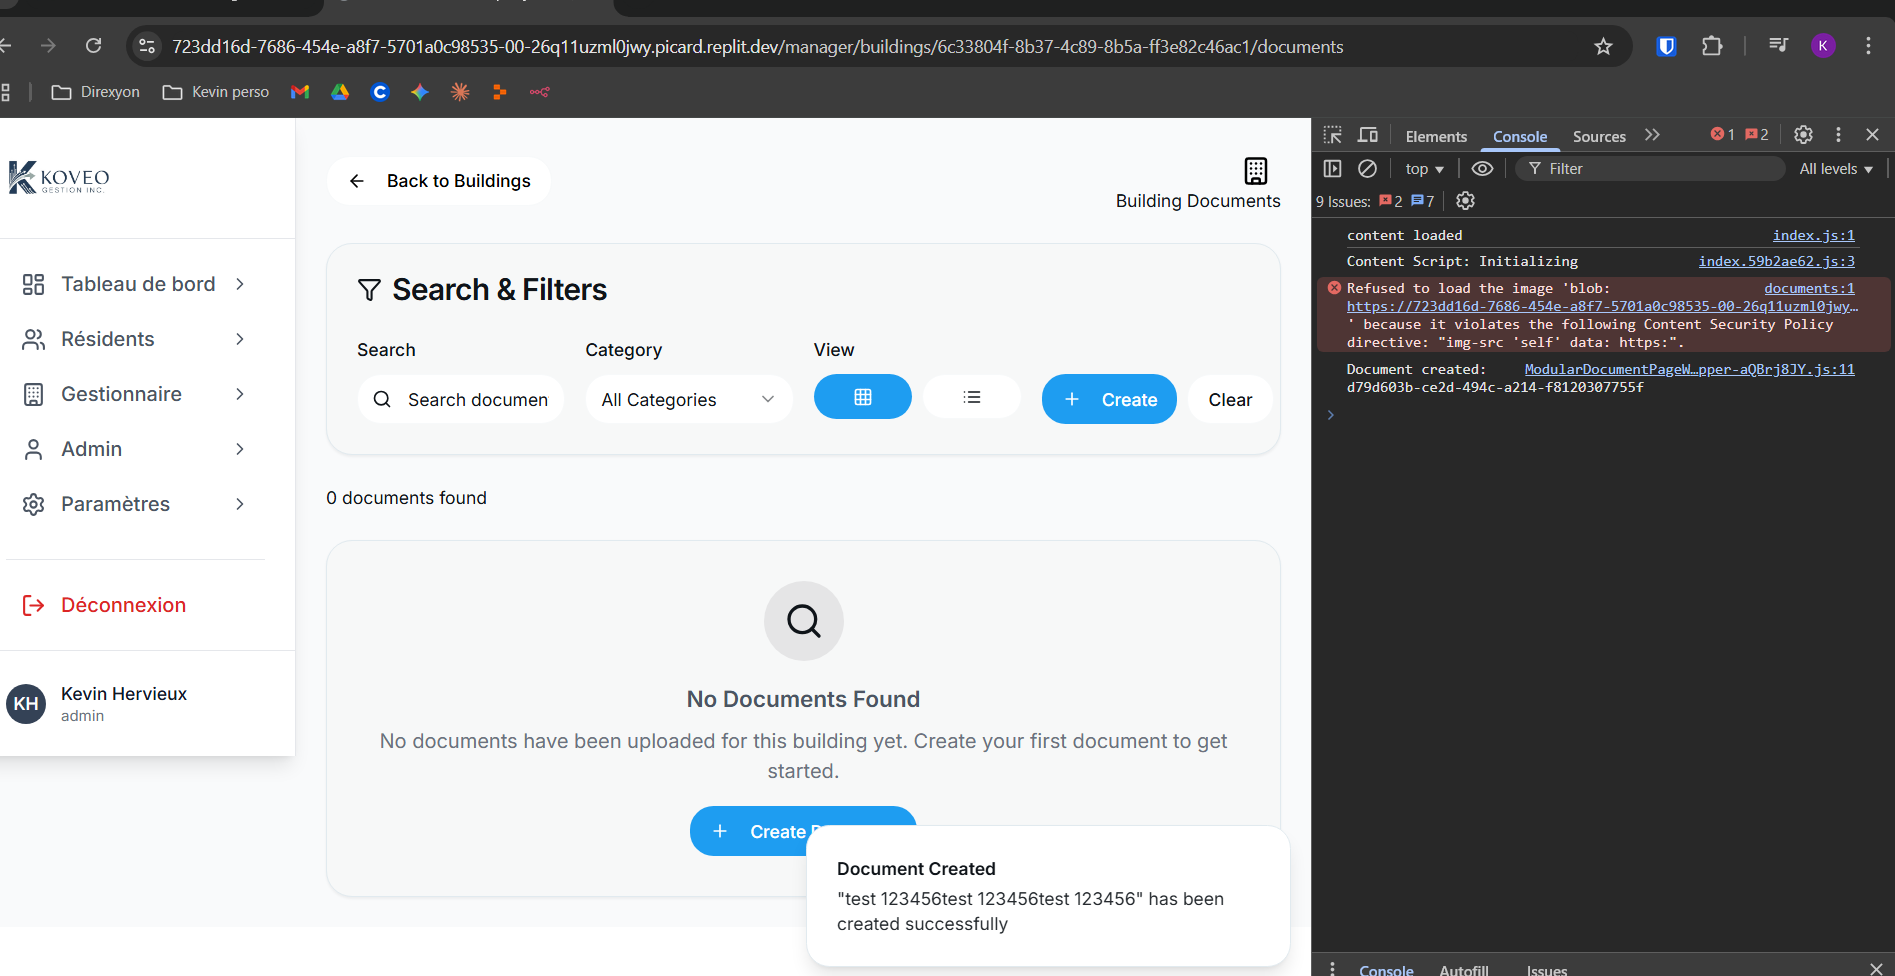 723dd16d-7686-454e-a8f7-5701a0c98535-00-26q11uzml0jwy.picard.replit.dev/manager/buildings/6c33804f-8b37-4c89-8b5a-ff3e82c46ac1/documents
K
Direxyon
Kevin perso
KOVEO
GESTION INC.
Tableau de bord
Résidents
Gestionnaire
Admin
Paramètres
Déconnexion
KH
Kevin Hervieux
admin
Back to Buildings
Building Documents
Search & Filters
Search
Category
View
Search documen
All Categories
Create
Clear
0 documents found
No Documents Found
No documents have been uploaded for this building yet. Create your first document to get
started.
Create
Document Created
"test 123456test 123456test 123456" has been
created successfully
Elements
Console
Sources
1
2
top
Filter
All levels
9 Issues:
2
7
content loaded index.js:1
Content Script: Initializing index.59b2ae62.js:3
Refused to load the image 'blob: documents:1
https://723dd16d-7686-454e-a8f7-5701a0c98535-00-26q11uzml0jwy…
' because it violates the following Content Security Policy
directive: "img-src 'self' data: https:".
Document created: ModularDocumentPageW…pper-aQBrj8JY.js:11
d79d603b-ce2d-494c-a214-f8120307755f
Console
Autofill
Issues